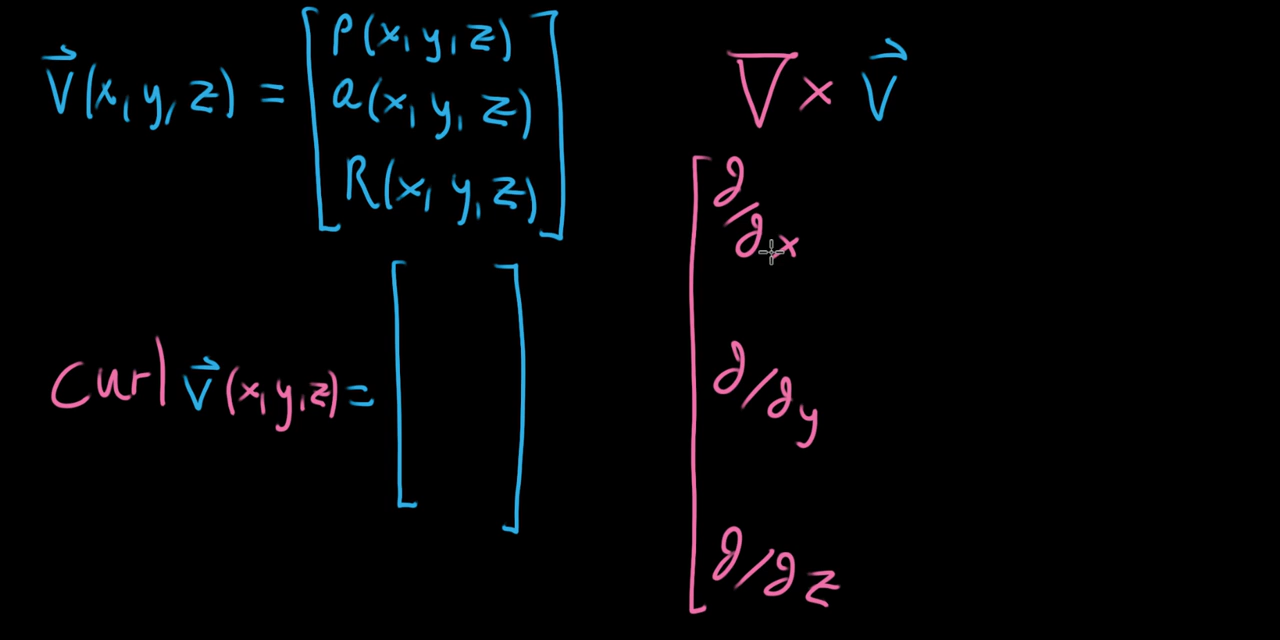 V⃗(x, y, z) = [P(x, y, z)
Q(x, y, z)
R(x, y, z)]
∇ × V⃗
Curl v⃗(x, y, z) = [ ]
[∂/∂x
∂/∂y
∂/∂z